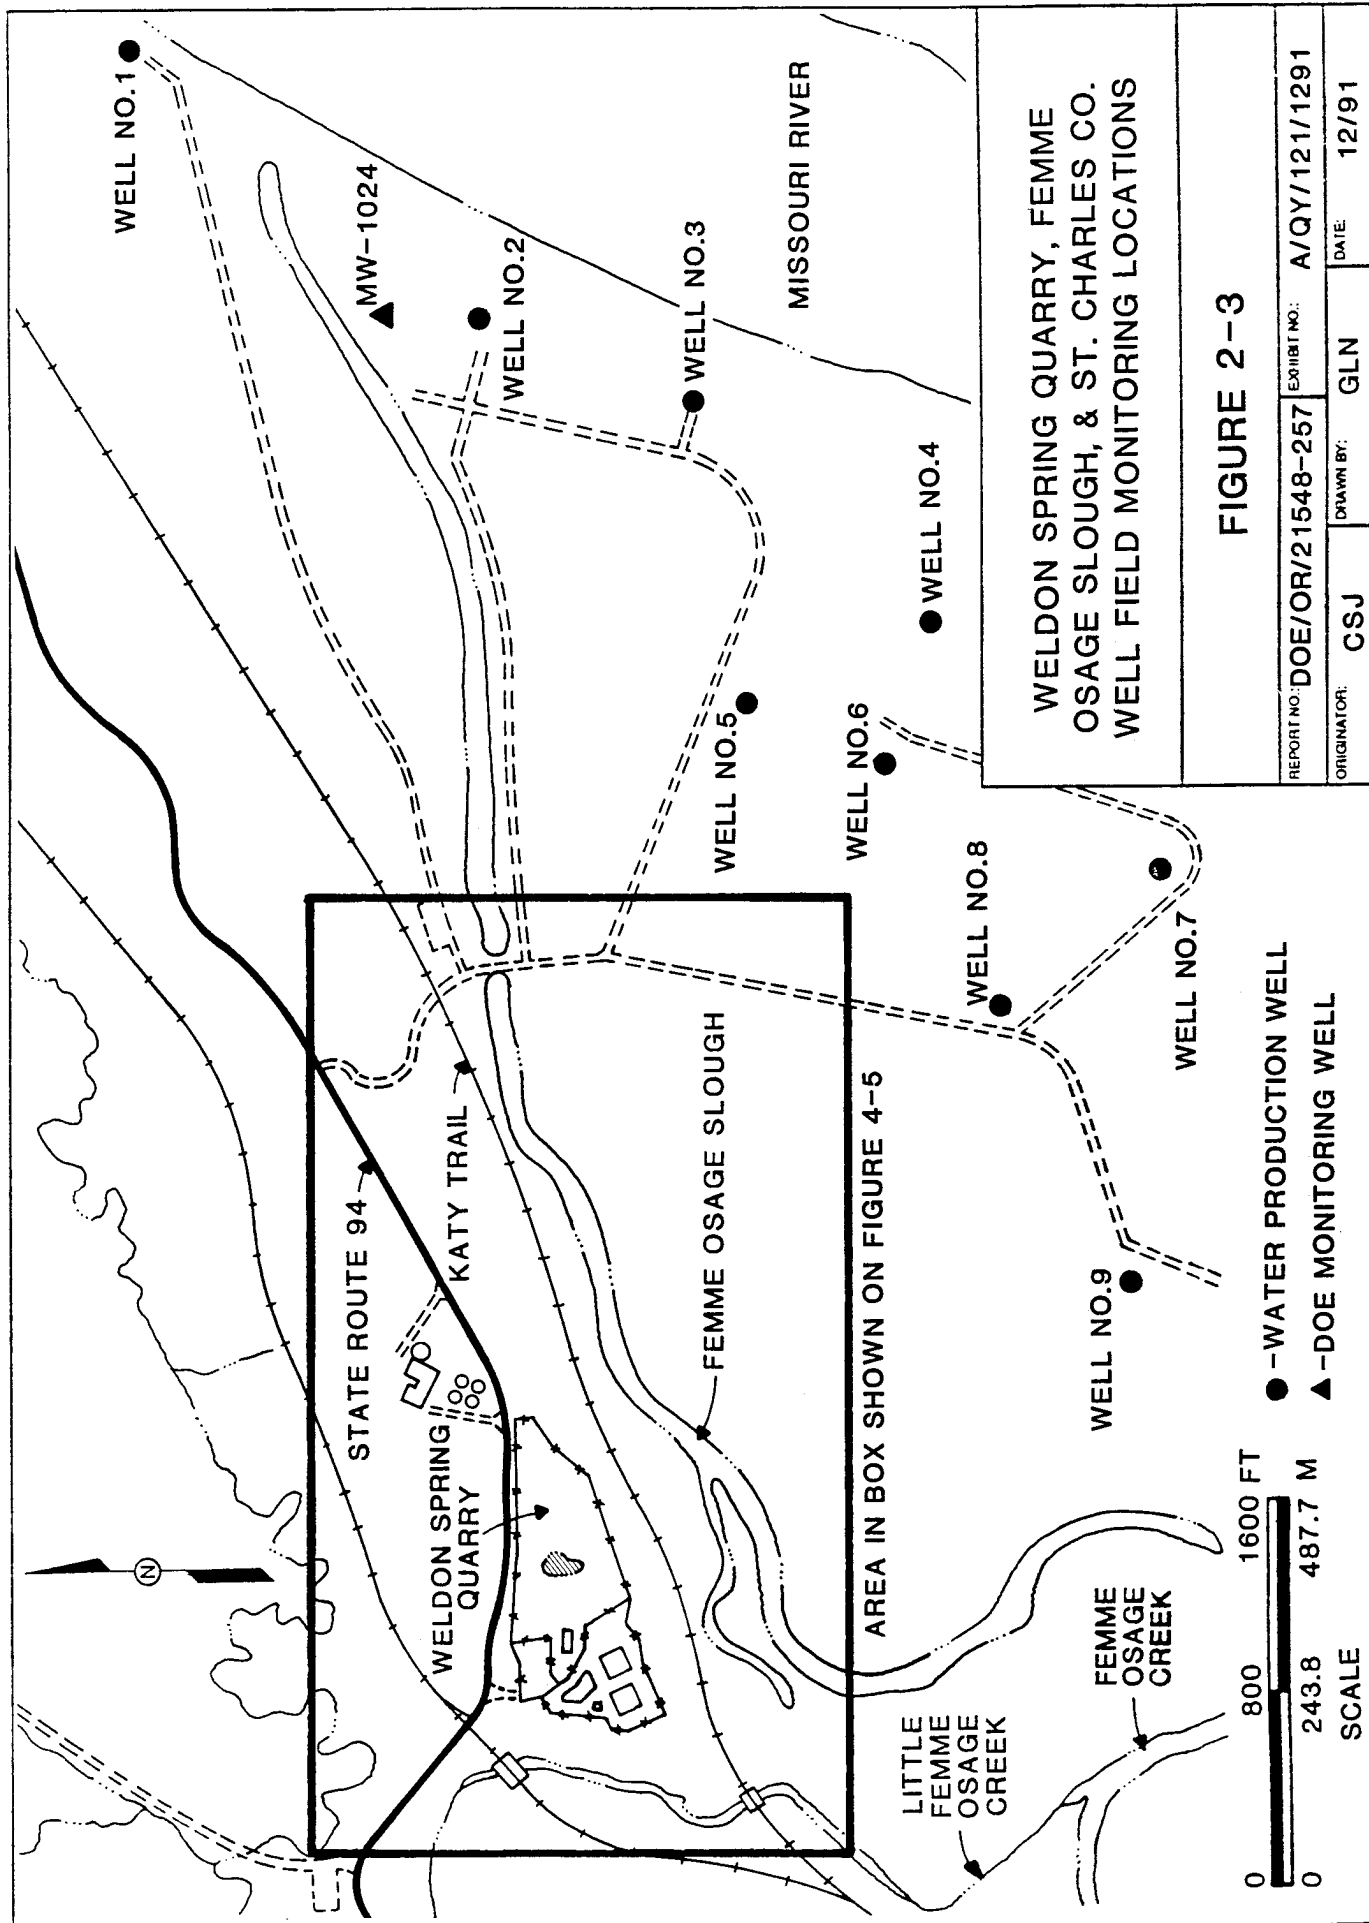 WELL NO.1
MW-1024
WELL NO.2
WELL NO.3
MISSOURI RIVER
WELL NO.4
WELL NO.5
WELL NO.6
WELL NO.8
WELL NO.7
WELL NO.9
STATE ROUTE 94
KATY TRAIL
WELDON SPRING
QUARRY
FEMME OSAGE SLOUGH
AREA IN BOX SHOWN ON FIGURE 4-5
N
LITTLE
FEMME
OSAGE
CREEK
FEMME
OSAGE
CREEK
-WATER PRODUCTION WELL
-DOE MONITORING WELL
0 800 1600 FT
0 243.8 487.7 M
SCALE
WELDON SPRING QUARRY, FEMME
OSAGE SLOUGH, & ST. CHARLES CO.
WELL FIELD MONITORING LOCATIONS
FIGURE 2-3
REPORT NO.: DOE/OR/21548-257 EXHIBIT NO.: A/QY/121/1291
ORIGINATOR: CSJ DRAWN BY: GLN DATE: 12/91